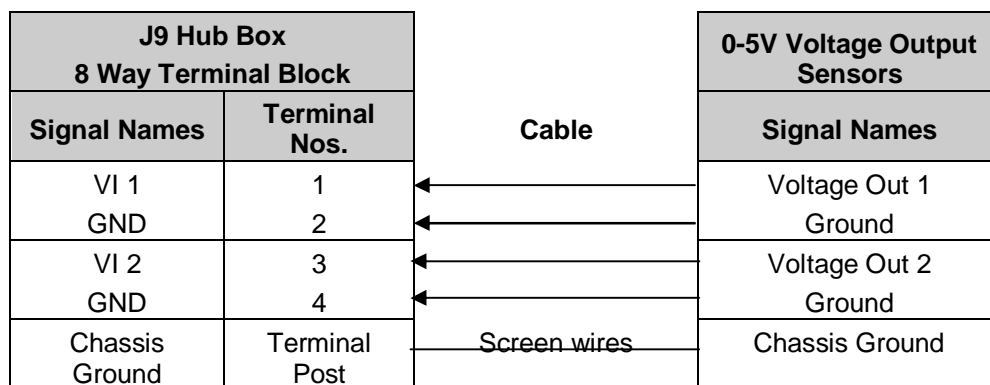 J9 Hub Box
8 Way Terminal Block
0-5V Voltage Output
Sensors
Signal Names
Terminal
Nos.
Cable
Signal Names
VI 1 1 Voltage Out 1
GND 2 Ground
VI 2 3 Voltage Out 2
GND 4 Ground
Chassis
Ground
Terminal
Post
Screen wires
Chassis Ground